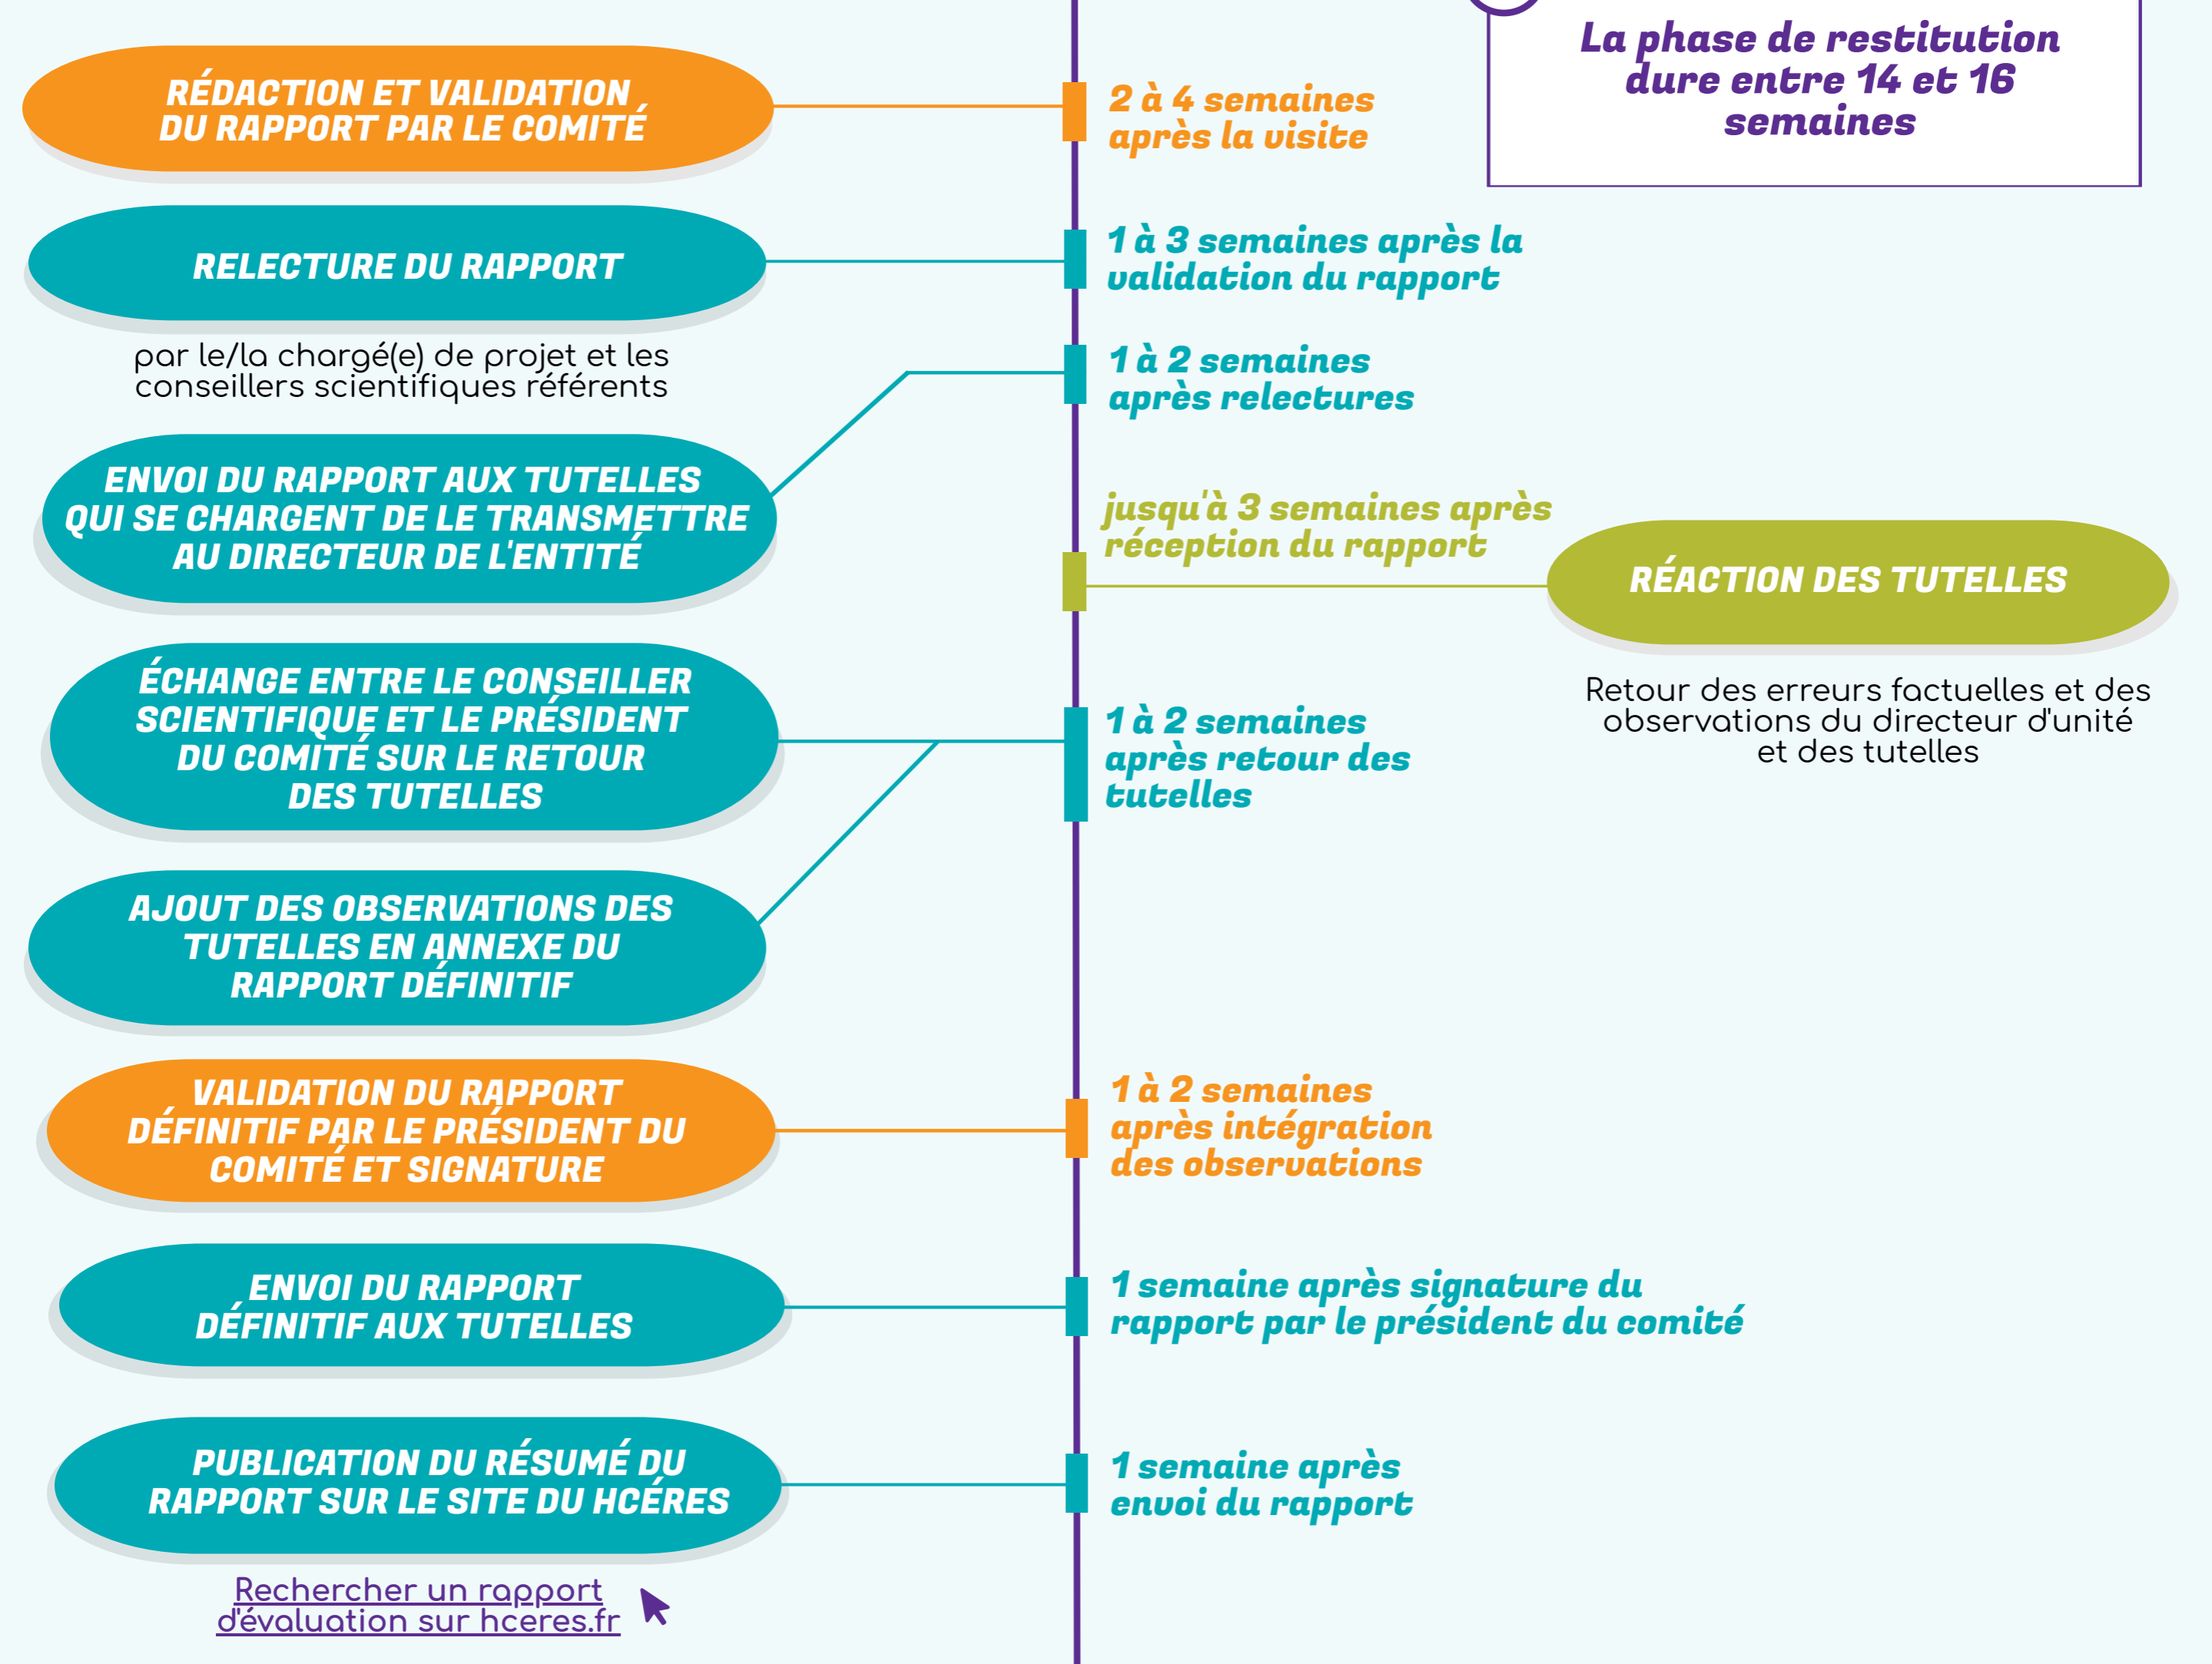 La phase de restitution
dure entre 14 et 16
semaines
RÉDACTION ET VALIDATION
DU RAPPORT PAR LE COMITÉ
2 à 4 semaines
après la visite
RELECTURE DU RAPPORT
par le/la chargé(e) de projet et les
conseillers scientifiques référents
1 à 3 semaines après la
validation du rapport
ENVOI DU RAPPORT AUX TUTELLES
QUI SE CHARGENT DE LE TRANSMETTRE
AU DIRECTEUR DE L'ENTITÉ
1 à 2 semaines
après relectures
jusqu'à 3 semaines après
réception du rapport
RÉACTION DES TUTELLES
Retour des erreurs factuelles et des
observations du directeur d'unité
et des tutelles
ÉCHANGE ENTRE LE CONSEILLER
SCIENTIFIQUE ET LE PRÉSIDENT
DU COMITÉ SUR LE RETOUR
DES TUTELLES
1 à 2 semaines
après retour des
tutelles
AJOUT DES OBSERVATIONS DES
TUTELLES EN ANNEXE DU
RAPPORT DÉFINITIF
VALIDATION DU RAPPORT
DÉFINITIF PAR LE PRÉSIDENT DU
COMITÉ ET SIGNATURE
1 à 2 semaines
après intégration
des observations
ENVOI DU RAPPORT
DÉFINITIF AUX TUTELLES
1 semaine après signature du
rapport par le président du comité
PUBLICATION DU RÉSUMÉ DU
RAPPORT SUR LE SITE DU HCÉRES
1 semaine après
envoi du rapport
Rechercher un rapport
d'évaluation sur hceres.fr